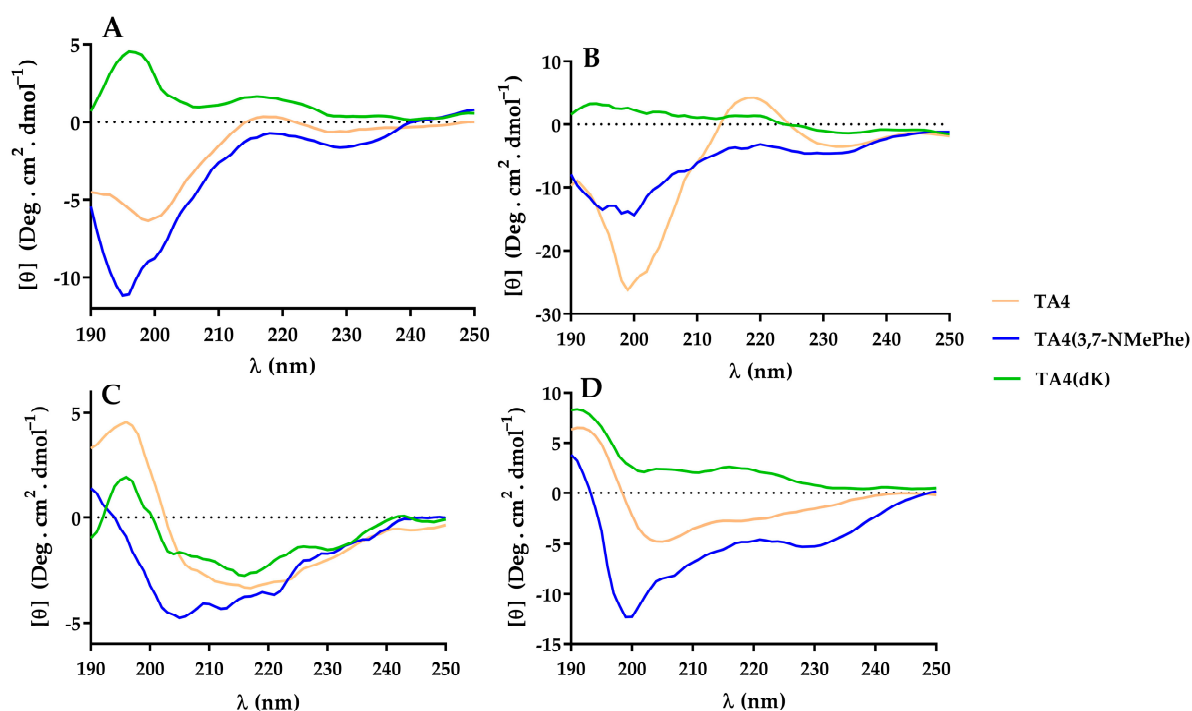 A
[θ] (Deg . cm². dmol⁻¹)
5
0
-5
-10
190 200 210 220 230 240 250
λ (nm)
B
[θ] (Deg . cm². dmol⁻¹)
10
0
-10
-20
-30
190 200 210 220 230 240 250
λ (nm)
TA4
TA4(3,7-NMePhe)
TA4(dK)
C
[θ] (Deg . cm². dmol⁻¹)
5
0
-5
190 200 210 220 230 240 250
λ (nm)
D
[θ] (Deg . cm². dmol⁻¹)
10
5
0
-5
-10
-15
190 200 210 220 230 240 250
λ (nm)